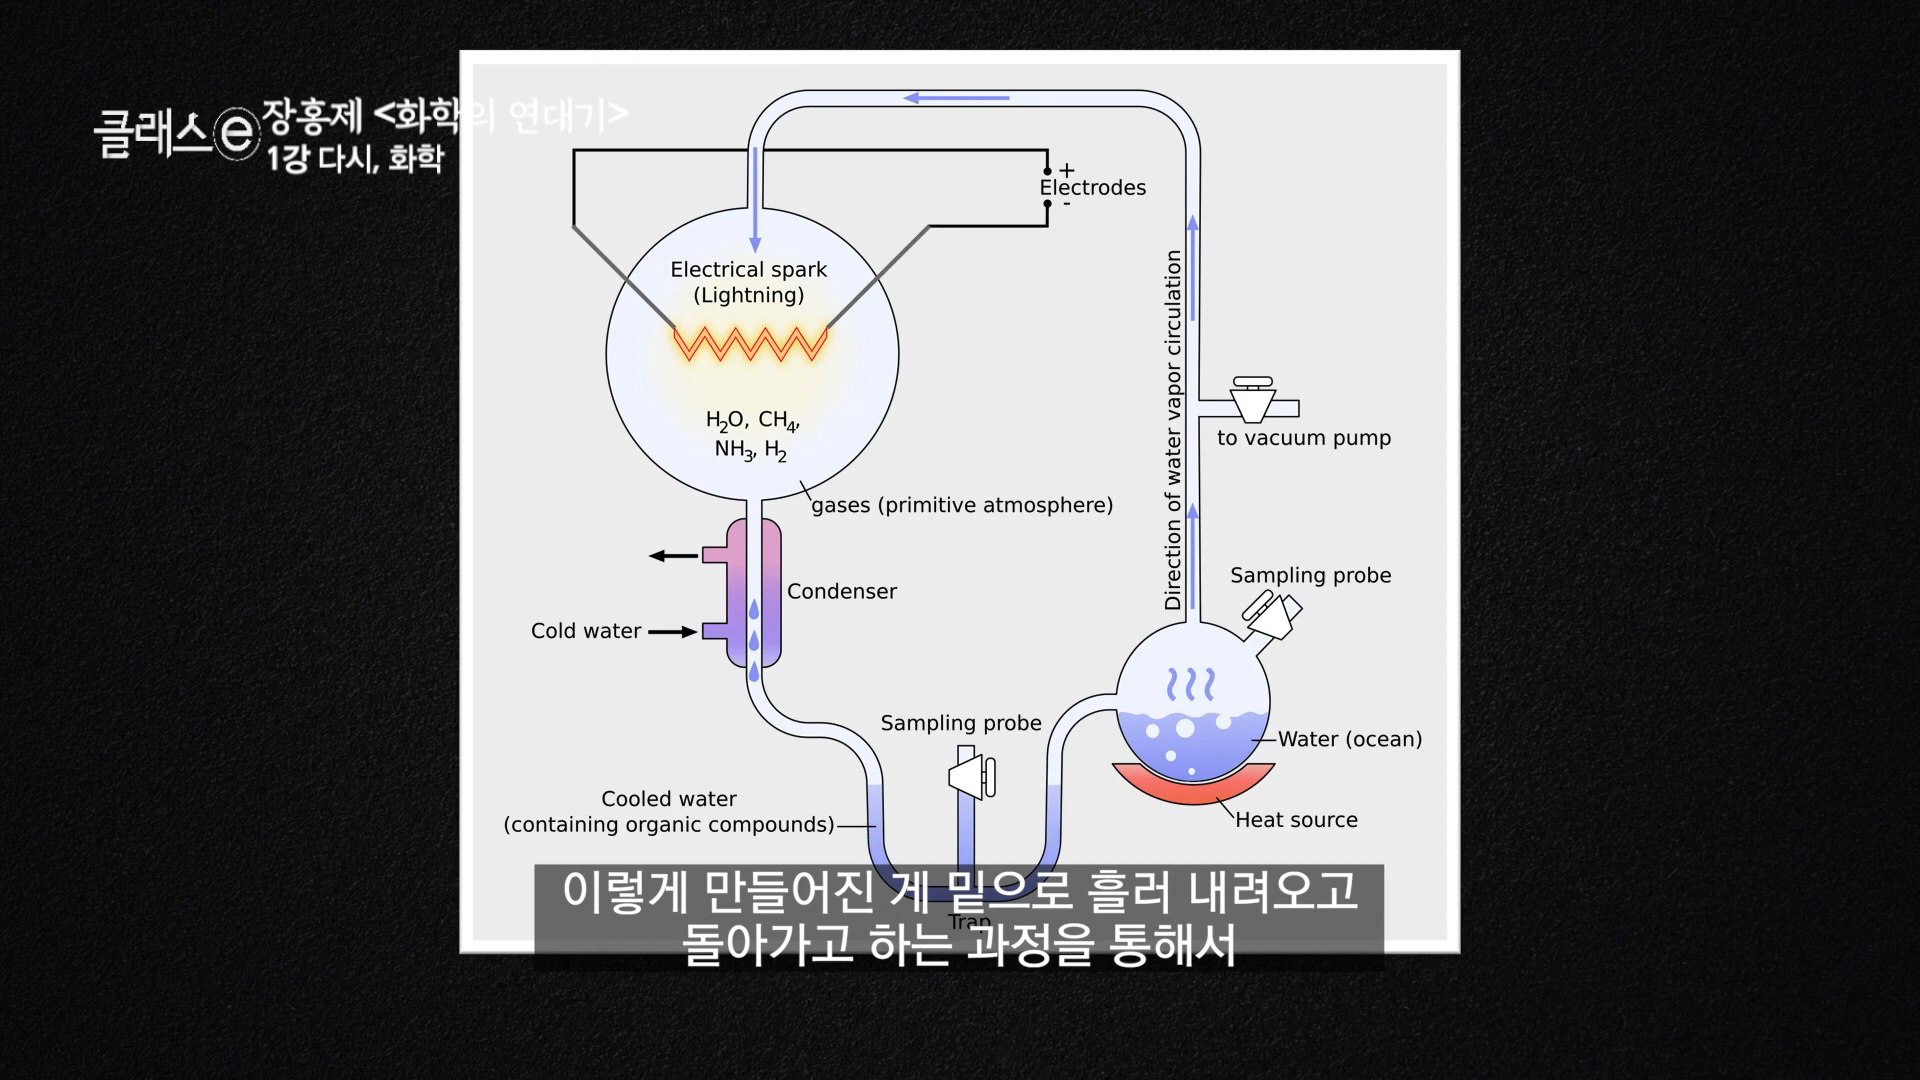 클래스e
장홍제 <화학의 연대기>
1강 다시, 화학
+
Electrodes
-
Electrical spark
(Lightning)
H2O, CH4,
NH3, H2
gases (primitive atmosphere)
Direction of water vapor circulation
to vacuum pump
Condenser
Cold water
Sampling probe
Sampling probe
Water (ocean)
Heat source
Cooled water
(containing organic compounds)
Trap
이렇게 만들어진 게 밑으로 흘러 내려오고
돌아가고 하는 과정을 통해서